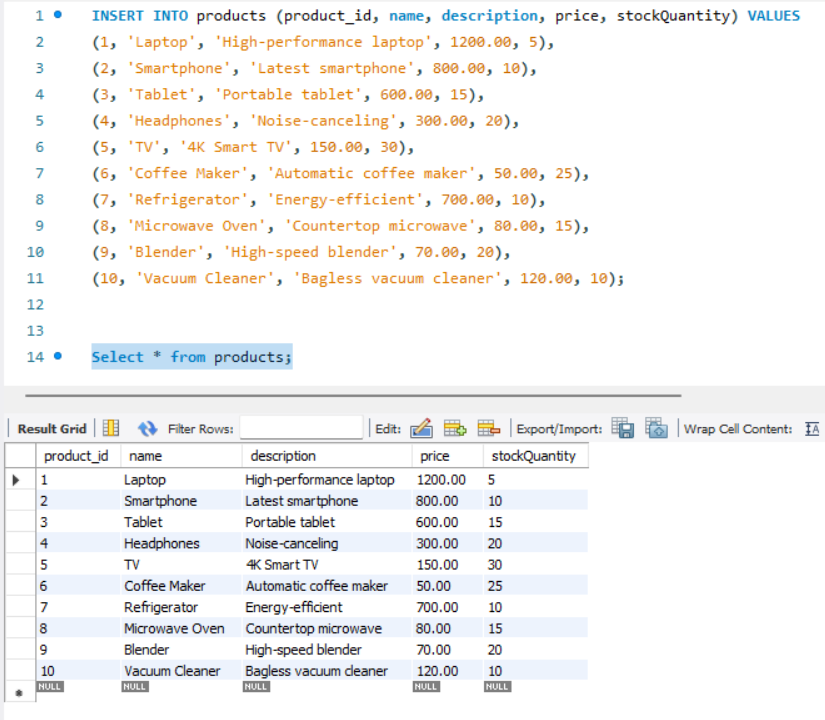 1 INSERT INTO products (product_id, name, description, price, stockQuantity) VALUES
2 (1, 'Laptop', 'High-performance laptop', 1200.00, 5),
3 (2, 'Smartphone', 'Latest smartphone', 800.00, 10),
4 (3, 'Tablet', 'Portable tablet', 600.00, 15),
5 (4, 'Headphones', 'Noise-canceling', 300.00, 20),
6 (5, 'TV', '4K Smart TV', 150.00, 30),
7 (6, 'Coffee Maker', 'Automatic coffee maker', 50.00, 25),
8 (7, 'Refrigerator', 'Energy-efficient', 700.00, 10),
9 (8, 'Microwave Oven', 'Countertop microwave', 80.00, 15),
10 (9, 'Blender', 'High-speed blender', 70.00, 20),
11 (10, 'Vacuum Cleaner', 'Bagless vacuum cleaner', 120.00, 10);
12
13
14 Select * from products;
Result Grid Filter Rows: Edit: Export/Import: Wrap Cell Content: IA
product_id name description price stockQuantity
1 Laptop High-performance laptop 1200.00 5
2 Smartphone Latest smartphone 800.00 10
3 Tablet Portable tablet 600.00 15
4 Headphones Noise-canceling 300.00 20
5 TV 4K Smart TV 150.00 30
6 Coffee Maker Automatic coffee maker 50.00 25
7 Refrigerator Energy-efficient 700.00 10
8 Microwave Oven Countertop microwave 80.00 15
9 Blender High-speed blender 70.00 20
10 Vacuum Cleaner Bagless vacuum cleaner 120.00 10
NULL NULL NULL NULL NULL